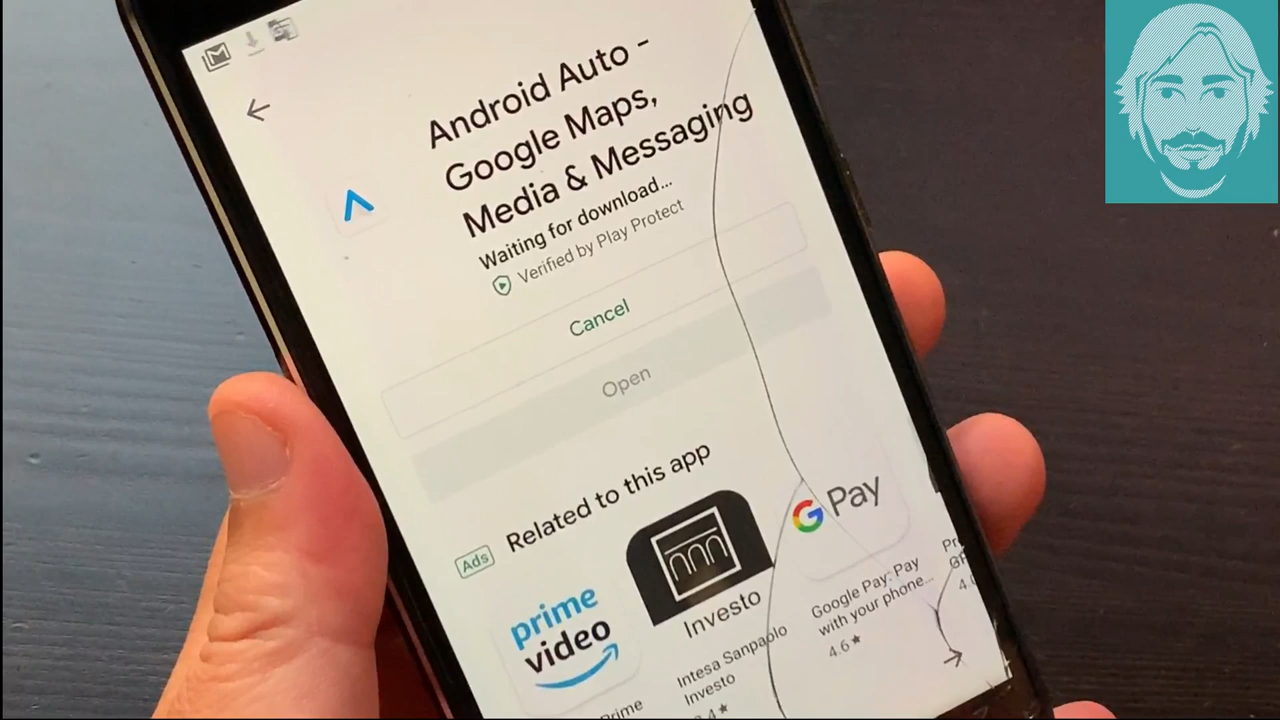 Android Auto -
Google Maps,
Media & Messaging
Waiting for download...
Verified by Play Protect
Cancel
Open
Ads Related to this app
prime
video
Investo
G Pay
Intesa Sanpaolo
Investo
Google Pay: Pay
with your phone...
4.6★
Prime